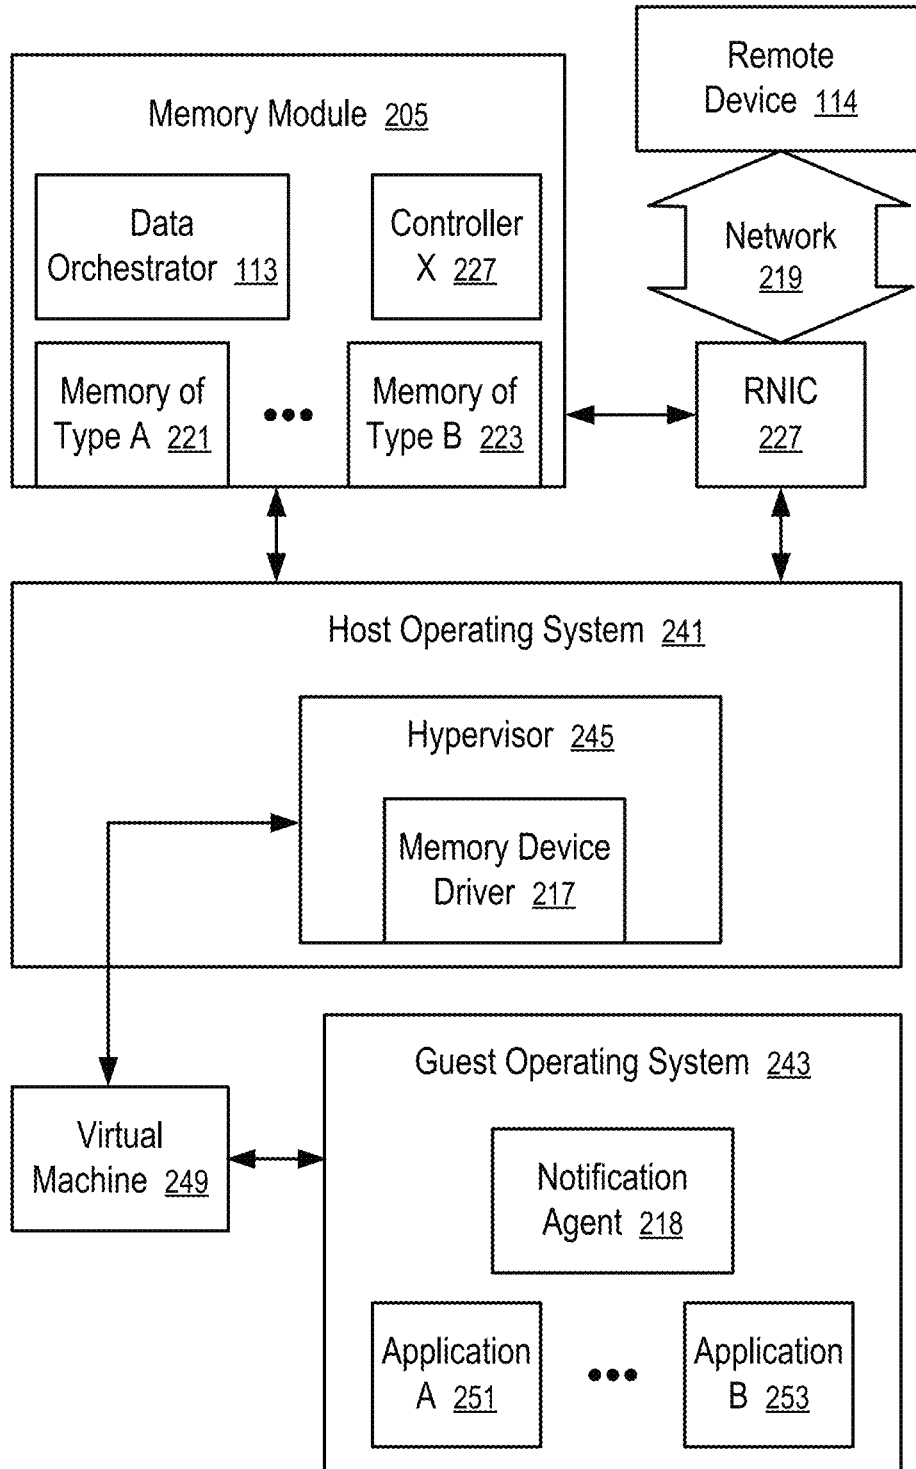 Remote
Device 114
Memory Module 205
Data
Orchestrator 113
Controller
X 227
Network
219
Memory of
Type A 221
•••
Memory of
Type B 223
RNIC
227
Host Operating System 241
Hypervisor 245
Memory Device
Driver 217
Guest Operating System 243
Virtual
Machine 249
Notification
Agent 218
Application
A 251
•••
Application
B 253